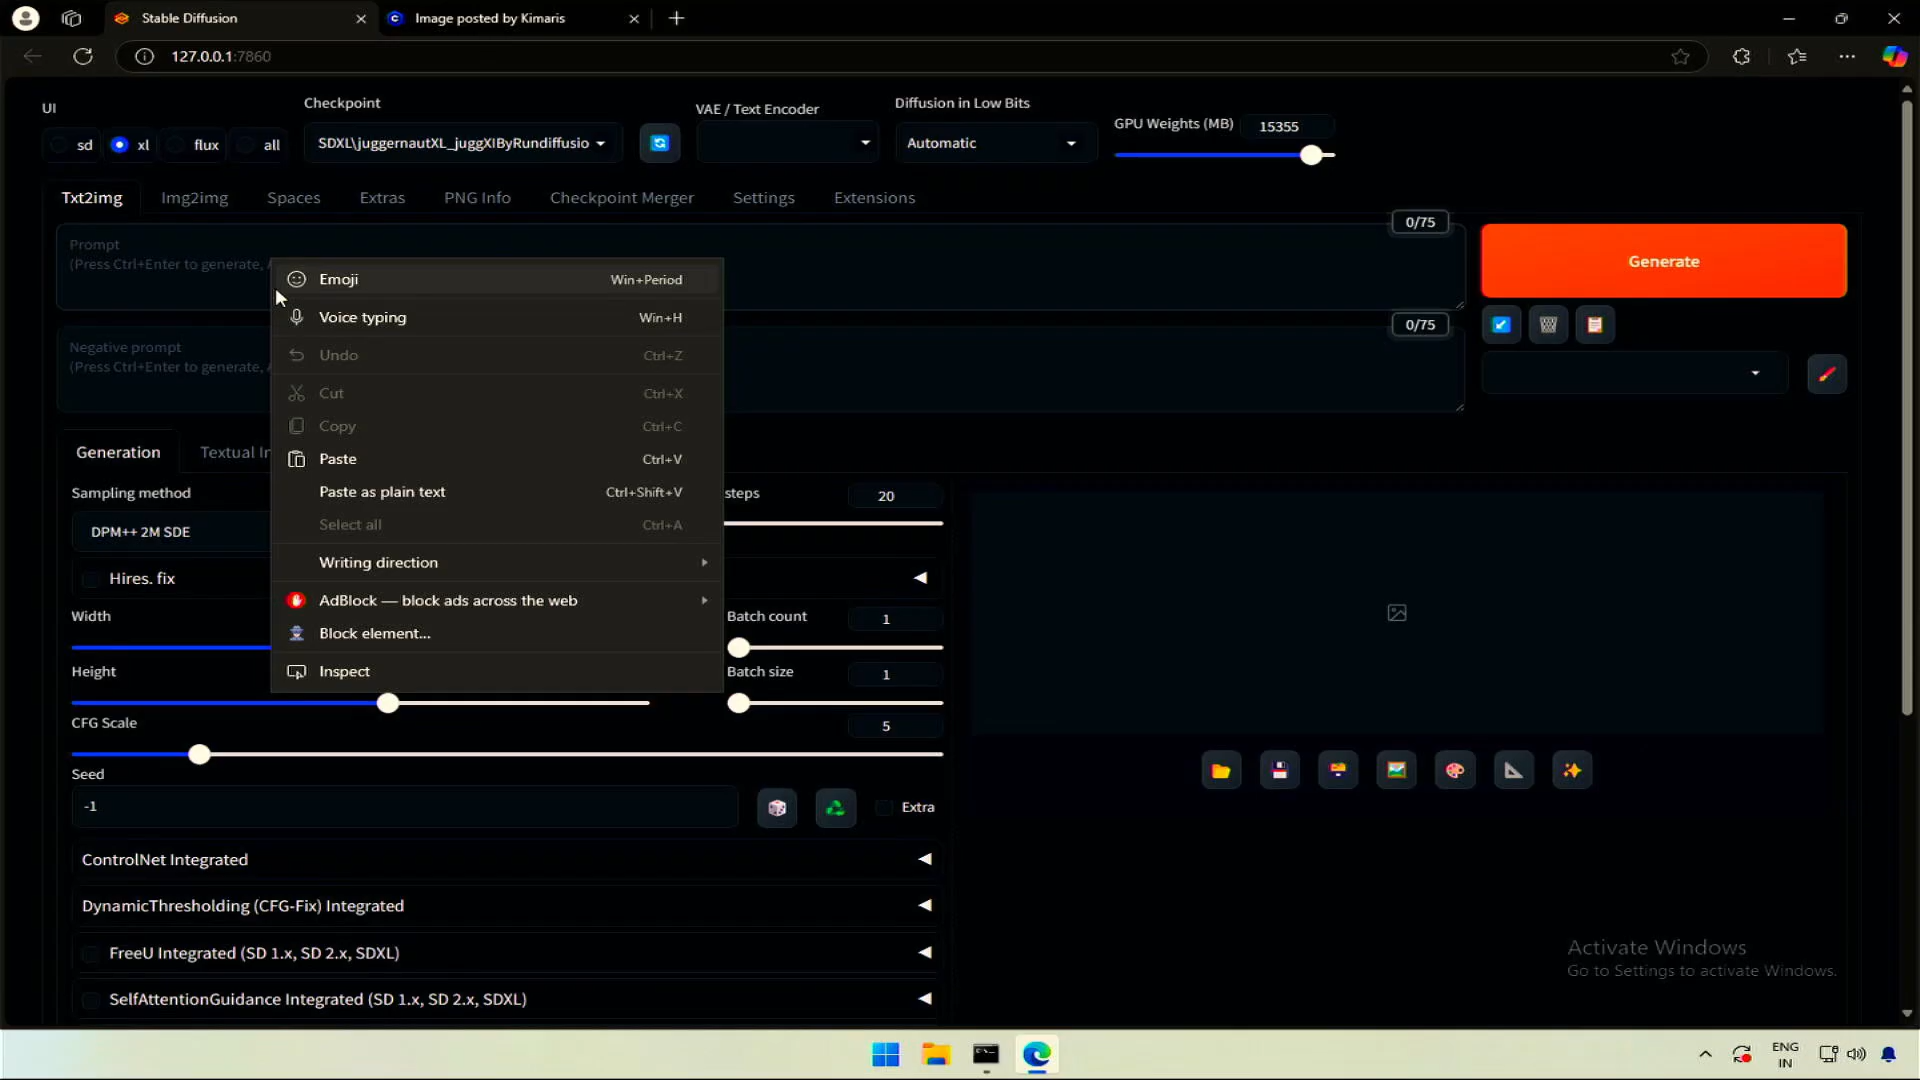 Stable Diffusion
Image posted by Kimaris
127.0.0.1:7860
UI
sd
xl
flux
all
Checkpoint
SDXL\juggernautXL_juggXIByRundiffusio
VAE / Text Encoder
Diffusion in Low Bits
Automatic
GPU Weights (MB)
15355
Txt2img
Img2img
Spaces
Extras
PNG Info
Checkpoint Merger
Settings
Extensions
0/75
Prompt
(Press Ctrl+Enter to generate,
Generate
0/75
Negative prompt
(Press Ctrl+Enter to generate,
Emoji Win+Period
Voice typing Win+H
Undo Ctrl+Z
Cut Ctrl+X
Copy Ctrl+C
Paste Ctrl+V
Paste as plain text Ctrl+Shift+V
Select all Ctrl+A
Writing direction
AdBlock — block ads across the web
Block element...
Inspect
Generation
Textual In
Sampling method
DPM++ 2M SDE
steps
20
Hires. fix
Width
Batch count
1
Height
Batch size
1
CFG Scale
5
Seed
-1
Extra
ControlNet Integrated
DynamicThresholding (CFG-Fix) Integrated
FreeU Integrated (SD 1.x, SD 2.x, SDXL)
SelfAttentionGuidance Integrated (SD 1.x, SD 2.x, SDXL)
Activate Windows
Go to Settings to activate Windows.
ENG
IN